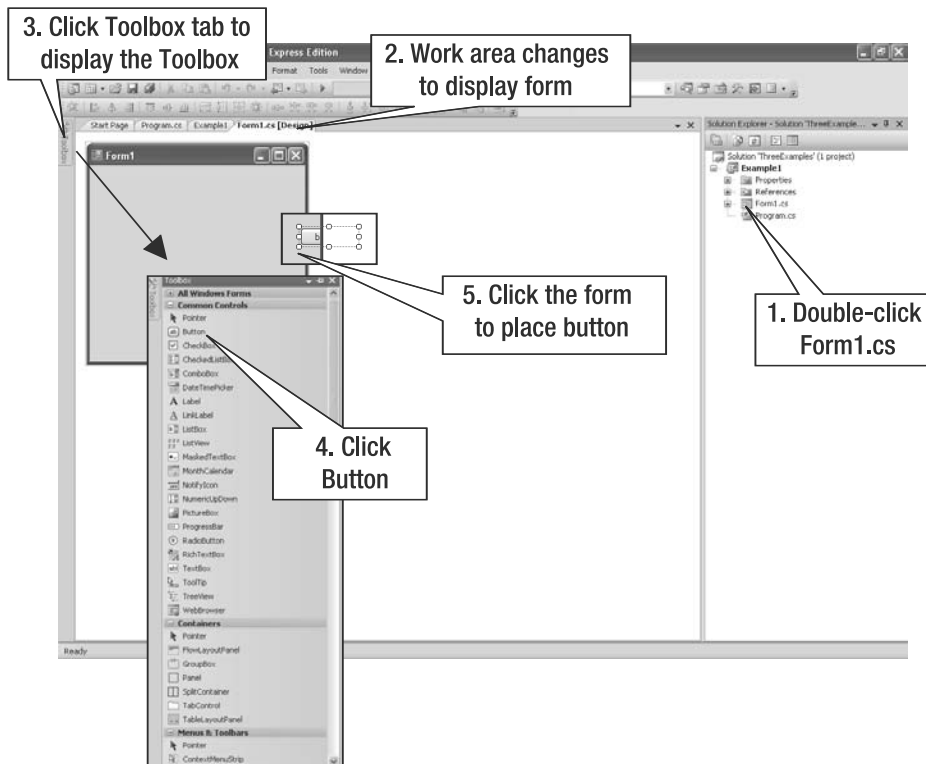 3. Click Toolbox tab to
display the Toolbox
Express Edition
2. Work area changes
to display form
Format Tools Window
Start Page Program.cs Example1 Form1.cs [Design]
Toolbox
Form1
Solution Explorer - Solution 'ThreeExample...
Solution 'ThreeExamples' (1 project)
Example1
Properties
References
Form1.cs
Program.cs
b
5. Click the form
to place button
1. Double-click
Form1.cs
Toolbox
Toolbox
All Windows Forms
Common Controls
Pointer
Button
CheckBox
CheckedListBo
ComboBox
DateTimePicker
Label
LinkLabel
ListBox
ListView
MaskedTextBox
MonthCalendar
NotifyIcon
NumericUpDown
PictureBox
ProgressBar
RadioButton
RichTextBox
TextBox
ToolTip
TreeView
WebBrowser
4. Click
Button
Containers
Pointer
FlowLayoutPanel
GroupBox
Panel
SplitContainer
TabControl
TableLayoutPanel
Menus & Toolbars
Pointer
ContextMenuStrip
Ready